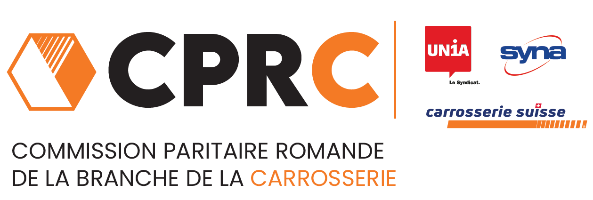 CPRC
COMMISSION PARITAIRE ROMANDE
DE LA BRANCHE DE LA CARROSSERIE
UNiA
Le Syndicat.
syna
carrosserie suisse